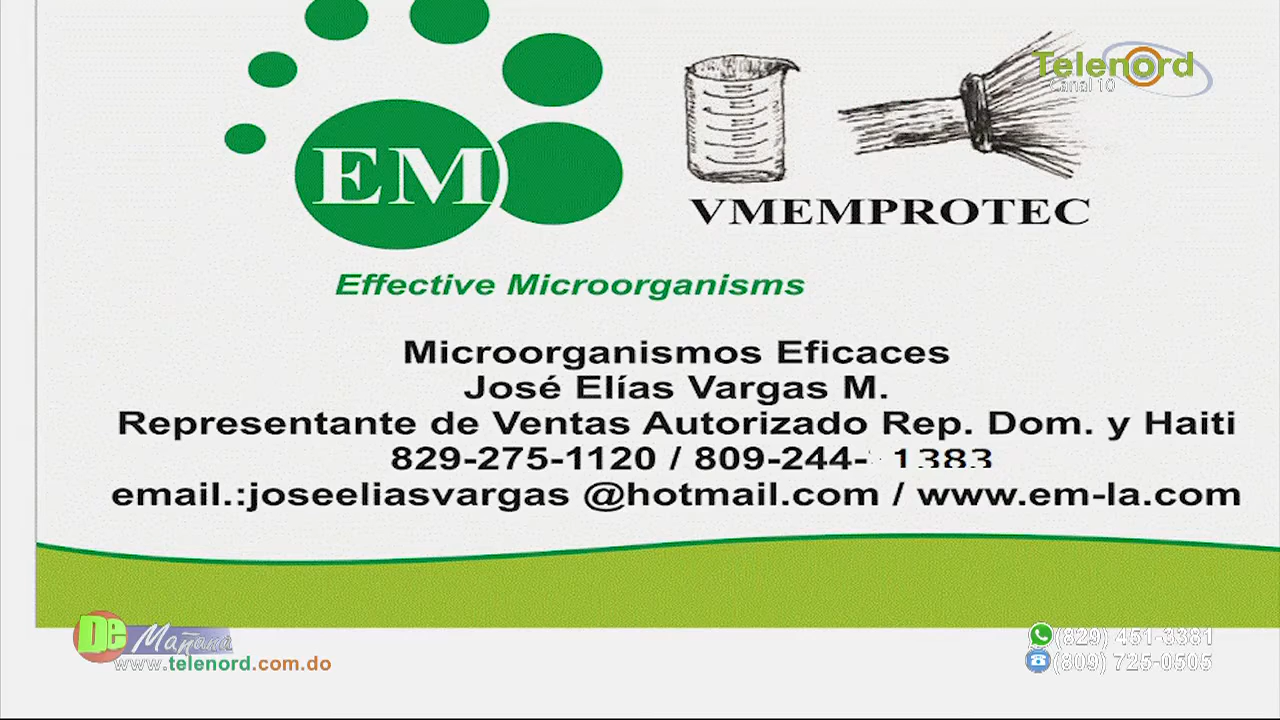 Telenord
Canal 10
EM
VMEMPROTEC
Effective Microorganisms
Microorganismos Eficaces
José Elías Vargas M.
Representante de Ventas Autorizado Rep. Dom. y Haiti
829-275-1120 / 809-244- 1383
email.:joseeliasvargas @hotmail.com / www.em-la.com
De Mañana
www.telenord.com.do
(829) 451-3381
(809) 725-0505